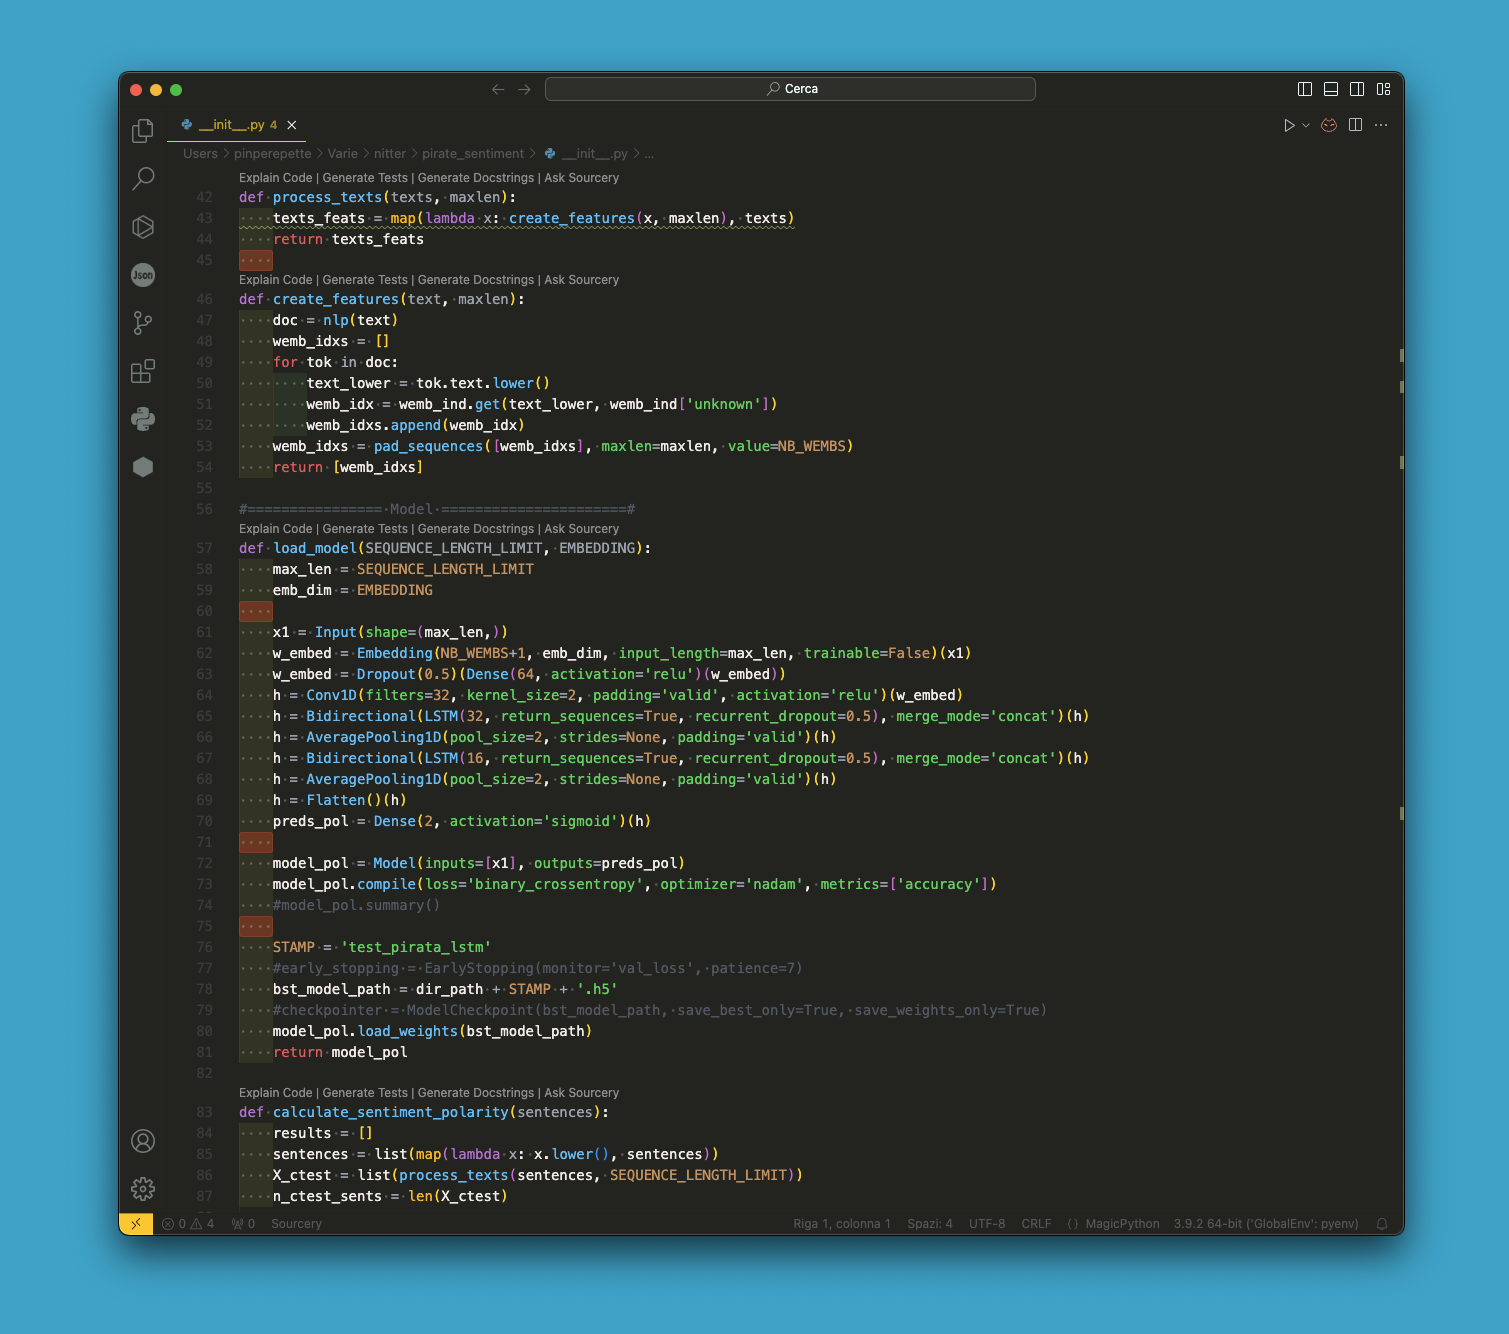 Cerca
__init__.py 4
Users > pinperepette > Varie > nitter > pirate_sentiment > __init__.py > ...
Explain Code | Generate Tests | Generate Docstrings | Ask Sourcery
42 def process_texts(texts, maxlen):
43     texts_feats = map(lambda x: create_features(x, maxlen), texts)
44     return texts_feats
45
Explain Code | Generate Tests | Generate Docstrings | Ask Sourcery
46 def create_features(text, maxlen):
47     doc = nlp(text)
48     wemb_idxs = []
49     for tok in doc:
50         text_lower = tok.text.lower()
51         wemb_idx = wemb_ind.get(text_lower, wemb_ind['unknown'])
52         wemb_idxs.append(wemb_idx)
53     wemb_idxs = pad_sequences([wemb_idxs], maxlen=maxlen, value=NB_WEMBS)
54     return [wemb_idxs]
55
56 #================ Model ======================#
Explain Code | Generate Tests | Generate Docstrings | Ask Sourcery
57 def load_model(SEQUENCE_LENGTH_LIMIT, EMBEDDING):
58     max_len = SEQUENCE_LENGTH_LIMIT
59     emb_dim = EMBEDDING
60
61     x1 = Input(shape=(max_len,))
62     w_embed = Embedding(NB_WEMBS+1, emb_dim, input_length=max_len, trainable=False)(x1)
63     w_embed = Dropout(0.5)(Dense(64, activation='relu')(w_embed))
64     h = Conv1D(filters=32, kernel_size=2, padding='valid', activation='relu')(w_embed)
65     h = Bidirectional(LSTM(32, return_sequences=True, recurrent_dropout=0.5), merge_mode='concat')(h)
66     h = AveragePooling1D(pool_size=2, strides=None, padding='valid')(h)
67     h = Bidirectional(LSTM(16, return_sequences=True, recurrent_dropout=0.5), merge_mode='concat')(h)
68     h = AveragePooling1D(pool_size=2, strides=None, padding='valid')(h)
69     h = Flatten()(h)
70     preds_pol = Dense(2, activation='sigmoid')(h)
71
72     model_pol = Model(inputs=[x1], outputs=preds_pol)
73     model_pol.compile(loss='binary_crossentropy', optimizer='nadam', metrics=['accuracy'])
74     #model_pol.summary()
75
76     STAMP = 'test_pirata_lstm'
77     #early_stopping = EarlyStopping(monitor='val_loss', patience=7)
78     bst_model_path = dir_path + STAMP + '.h5'
79     #checkpointer = ModelCheckpoint(bst_model_path, save_best_only=True, save_weights_only=True)
80     model_pol.load_weights(bst_model_path)
81     return model_pol
82
Explain Code | Generate Tests | Generate Docstrings | Ask Sourcery
83 def calculate_sentiment_polarity(sentences):
84     results = []
85     sentences = list(map(lambda x: x.lower(), sentences))
86     X_ctest = list(process_texts(sentences, SEQUENCE_LENGTH_LIMIT))
87     n_ctest_sents = len(X_ctest)
Json
0 4 0 Sourcery Riga 1, colonna 1 Spazi: 4 UTF-8 CRLF {} MagicPython 3.9.2 64-bit ('GlobalEnv': pyenv)